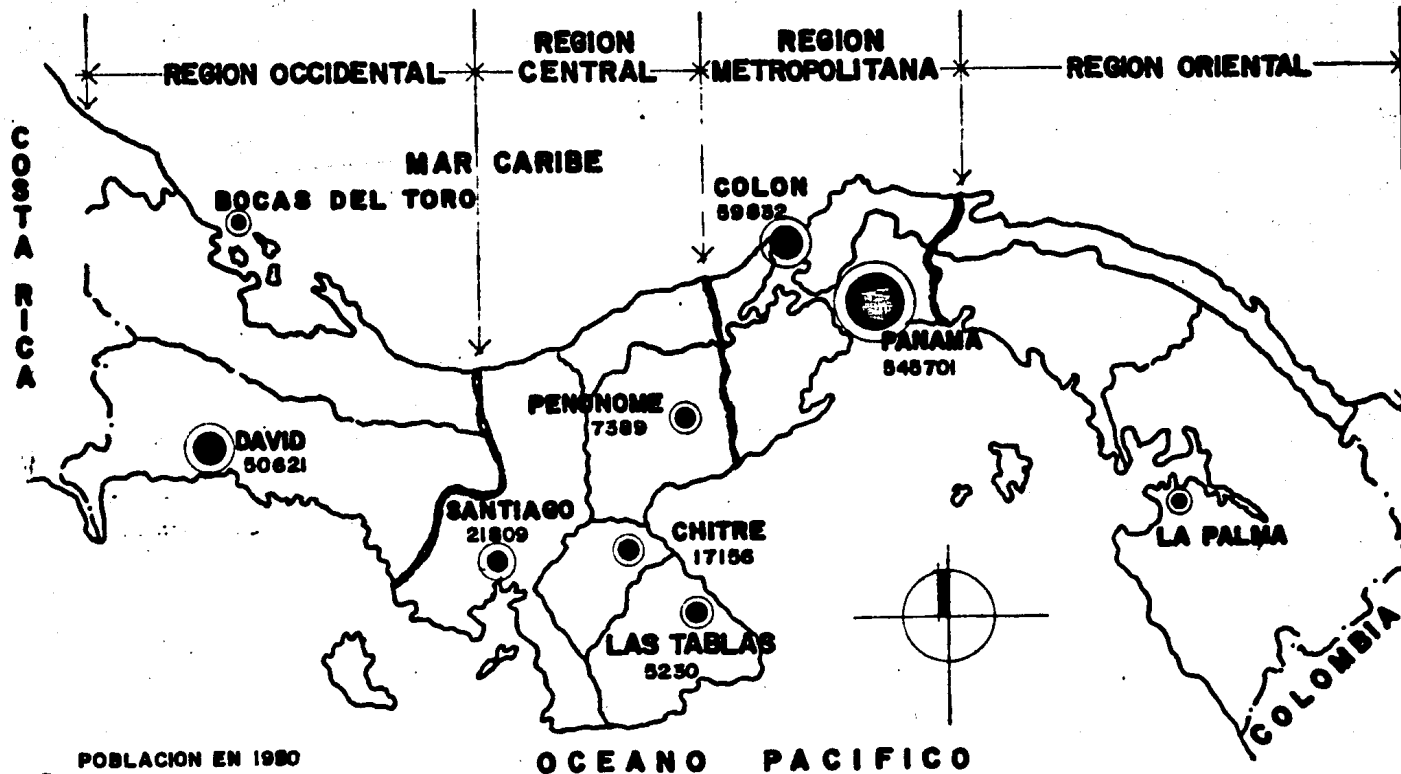 REGION OCCIDENTAL
REGION
CENTRAL
REGION
METROPOLITANA
REGION ORIENTAL
COSTA RICA
MAR CARIBE
BOCAS DEL TORO
COLON
59832
PANAMA
545701
PENONOME
7389
DAVID
50621
SANTIAGO
21809
CHITRE
17156
LA PALMA
LAS TABLAS
5230
COLOMBIA
POBLACION EN 1980
OCEANO PACIFICO